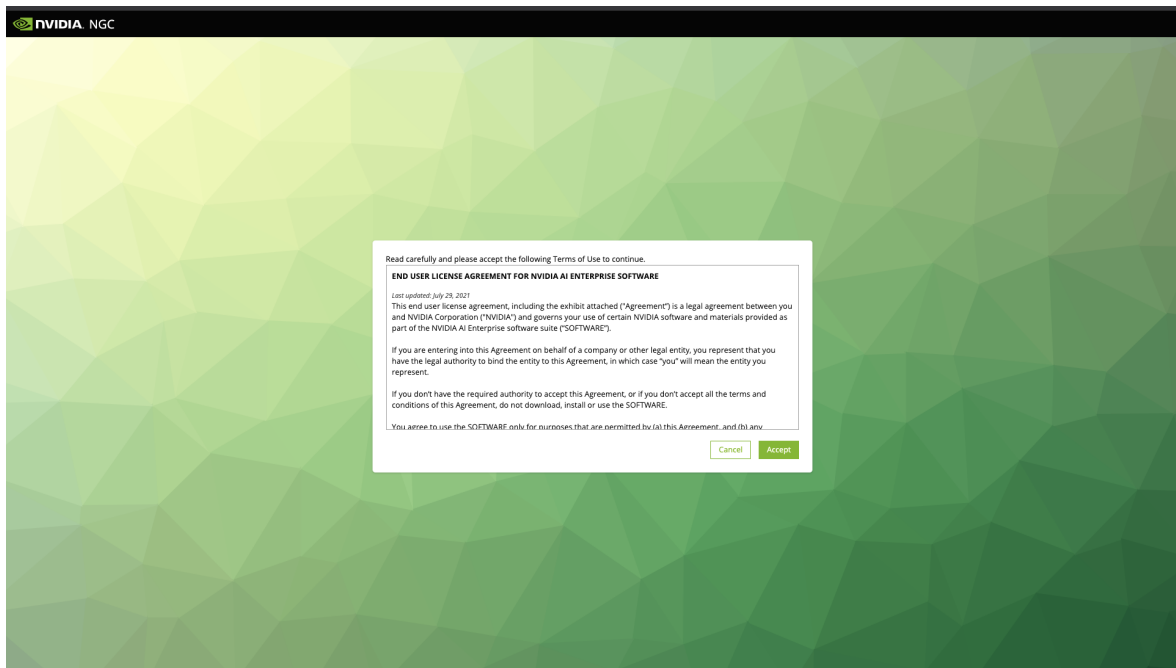 NVIDIA. NGC
Read carefully and please accept the following Terms of Use to continue.
END USER LICENSE AGREEMENT FOR NVIDIA AI ENTERPRISE SOFTWARE
Last updated: July 29, 2021
This end user license agreement, including the exhibit attached ("Agreement") is a legal agreement between you
and NVIDIA Corporation ("NVIDIA") and governs your use of certain NVIDIA software and materials provided as
part of the NVIDIA AI Enterprise software suite (“SOFTWARE”).
If you are entering into this Agreement on behalf of a company or other legal entity, you represent that you
have the legal authority to bind the entity to this Agreement, in which case “you” will mean the entity you
represent.
If you don’t have the required authority to accept this Agreement, or if you don’t accept all the terms and
conditions of this Agreement, do not download, install or use the SOFTWARE.
You agree to use the SOFTWARE only for purposes that are permitted by (a) this Agreement, and (b) any
Cancel Accept